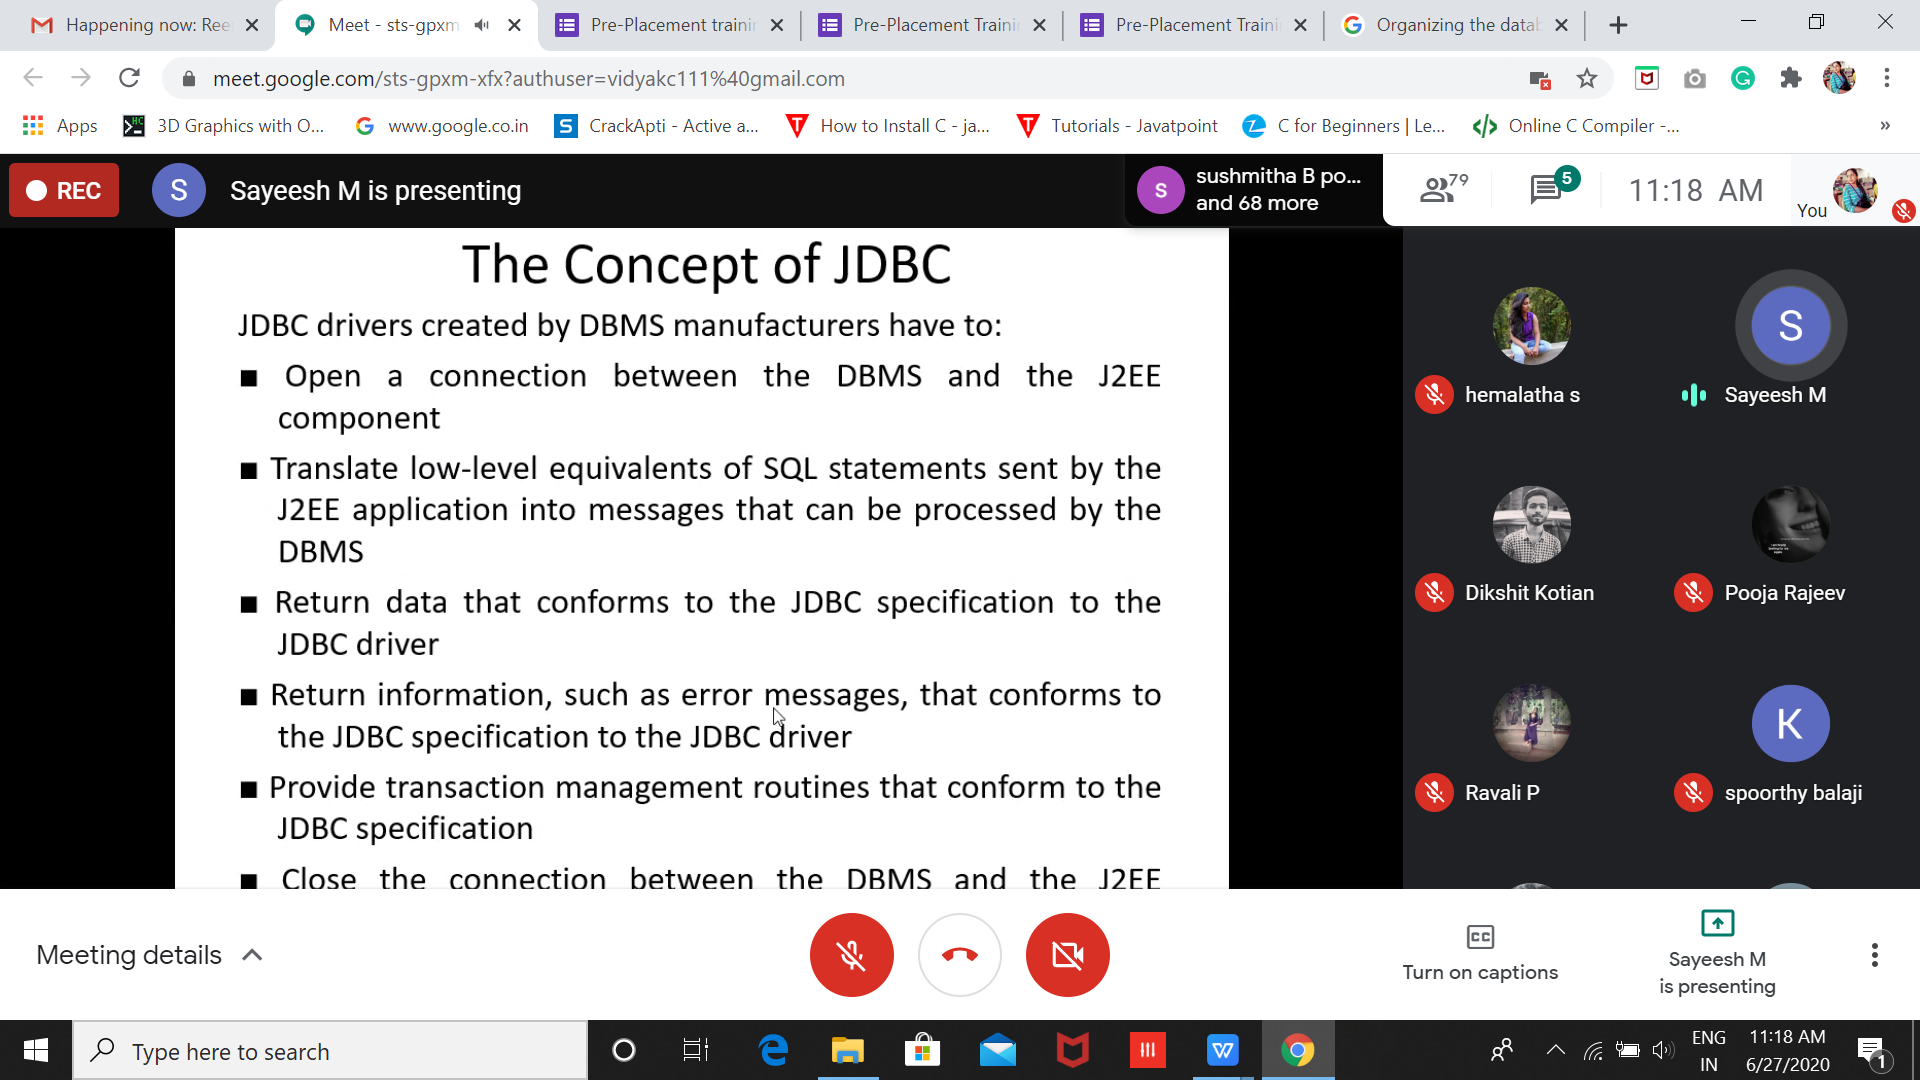 Happening now: Ree
Meet - sts-gpxm
Pre-Placement trainin
Pre-Placement Trainin
Pre-Placement Traini
Organizing the datab
meet.google.com/sts-gpxm-xfx?authuser=vidyakc111%40gmail.com
Apps
3D Graphics with O...
www.google.co.in
CrackApti - Active a...
How to Install C - ja...
Tutorials - Javatpoint
C for Beginners | Le...
Online C Compiler -...
»
REC
S
Sayeesh M is presenting
S
sushmitha B po...
and 68 more
79
5
11:18 AM
You
The Concept of JDBC
JDBC drivers created by DBMS manufacturers have to:
■ Open a connection between the DBMS and the J2EE
component
■ Translate low-level equivalents of SQL statements sent by the
J2EE application into messages that can be processed by the
DBMS
■ Return data that conforms to the JDBC specification to the
JDBC driver
■ Return information, such as error messages, that conforms to
the JDBC specification to the JDBC driver
■ Provide transaction management routines that conform to the
JDBC specification
■ Close the connection between the DBMS and the J2EE
S
hemalatha s
Sayeesh M
Dikshit Kotian
Pooja Rajeev
K
Ravali P
spoorthy balaji
Meeting details
CC
Turn on captions
Sayeesh M
is presenting
Type here to search
ENG
IN
11:18 AM
6/27/2020
1